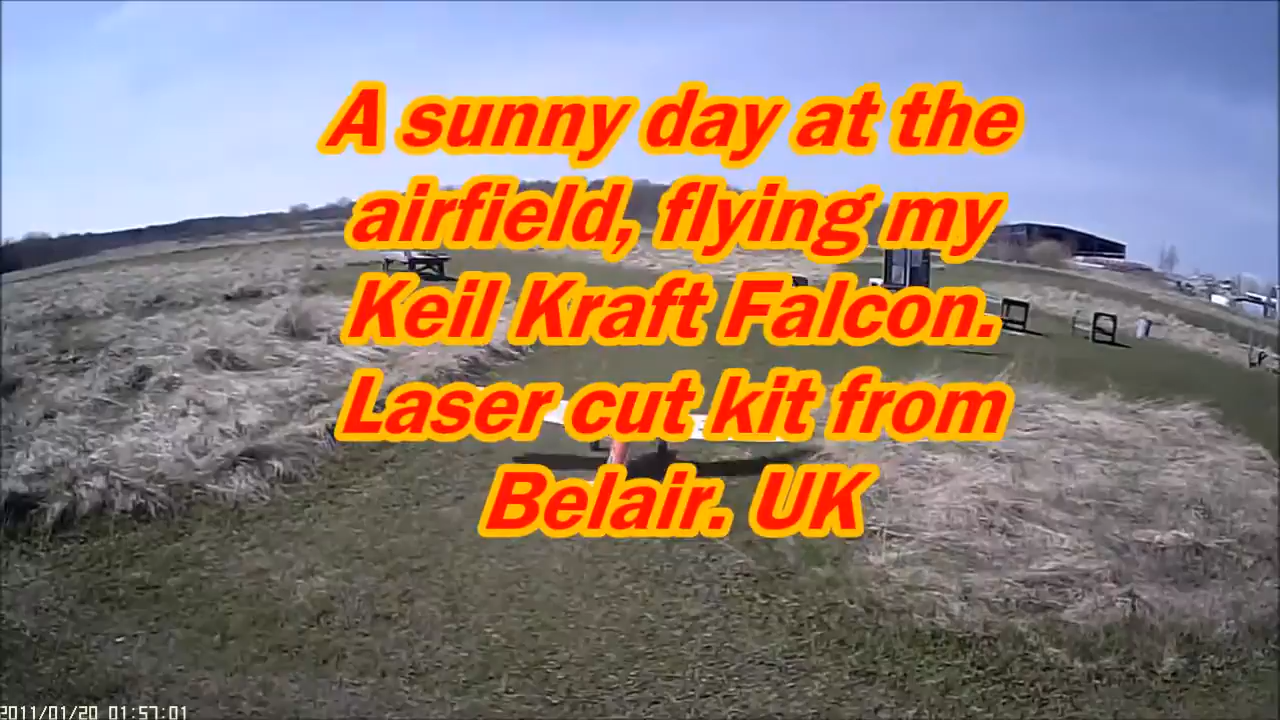 A sunny day at the
airfield, flying my
Keil Kraft Falcon.
Laser cut kit from
Belair. UK
2011/01/20 01:57:01